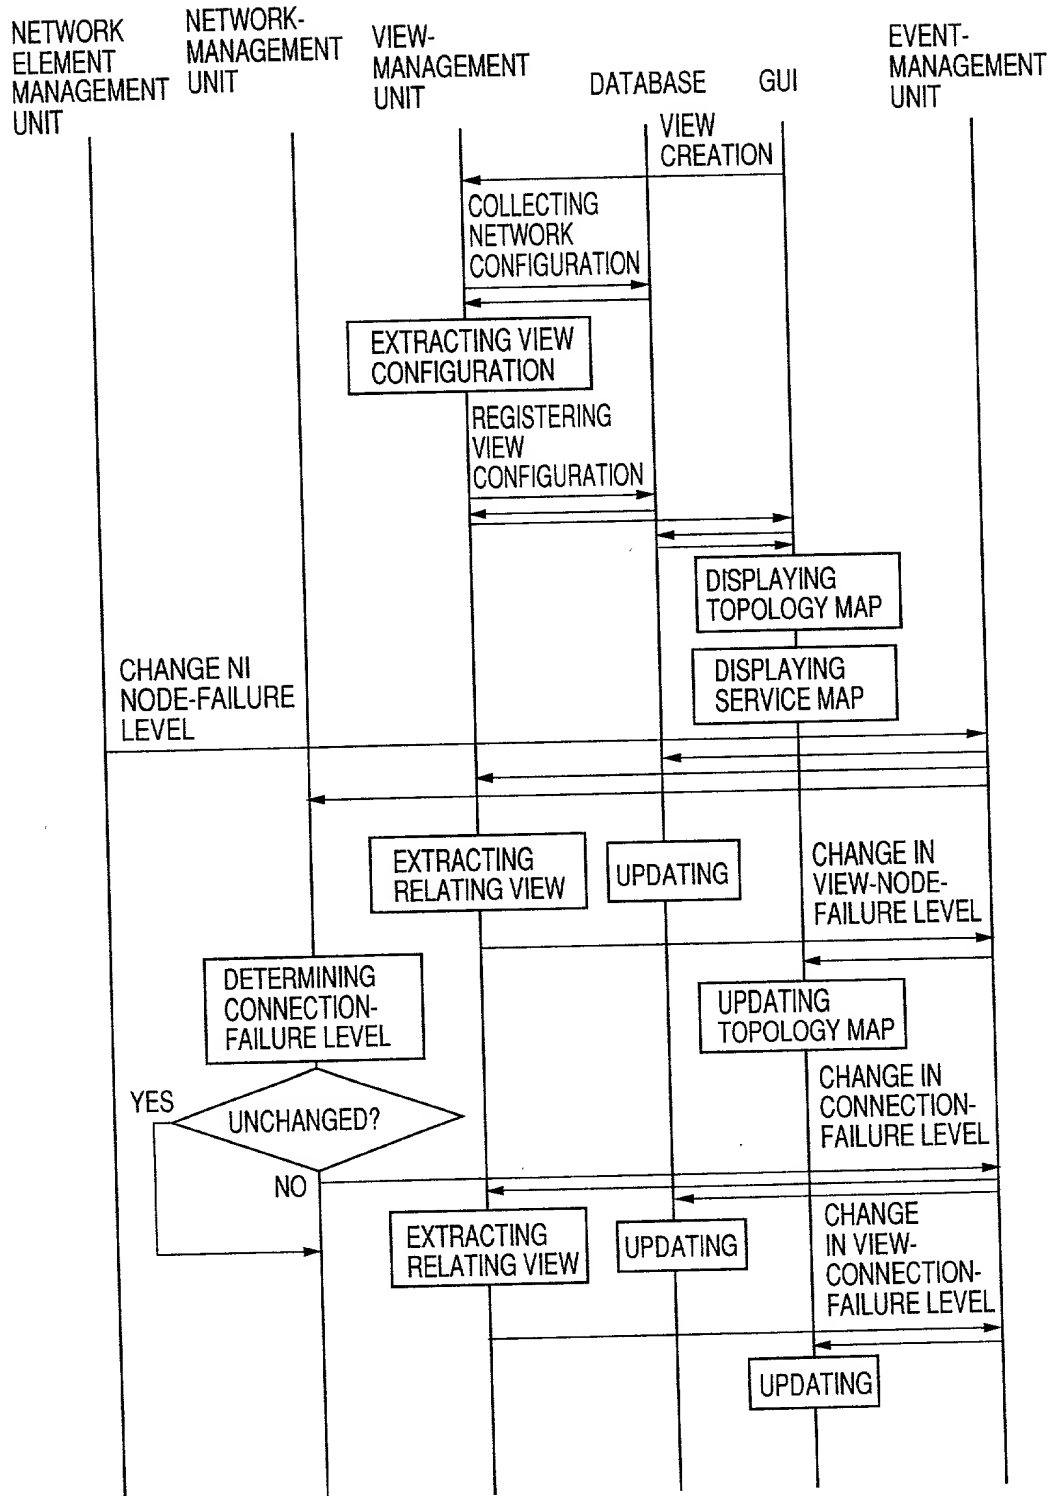 NETWORK
ELEMENT
MANAGEMENT
UNIT
NETWORK-
MANAGEMENT
UNIT
VIEW-
MANAGEMENT
UNIT
DATABASE
GUI
EVENT-
MANAGEMENT
UNIT
VIEW
CREATION
COLLECTING
NETWORK
CONFIGURATION
EXTRACTING VIEW
CONFIGURATION
REGISTERING
VIEW
CONFIGURATION
DISPLAYING
TOPOLOGY MAP
DISPLAYING
SERVICE MAP
CHANGE NI
NODE-FAILURE
LEVEL
EXTRACTING
RELATING VIEW
UPDATING
CHANGE IN
VIEW-NODE-
FAILURE LEVEL
DETERMINING
CONNECTION-
FAILURE LEVEL
UPDATING
TOPOLOGY MAP
YES
UNCHANGED?
NO
CHANGE IN
CONNECTION-
FAILURE LEVEL
EXTRACTING
RELATING VIEW
UPDATING
CHANGE
IN VIEW-
CONNECTION-
FAILURE LEVEL
UPDATING